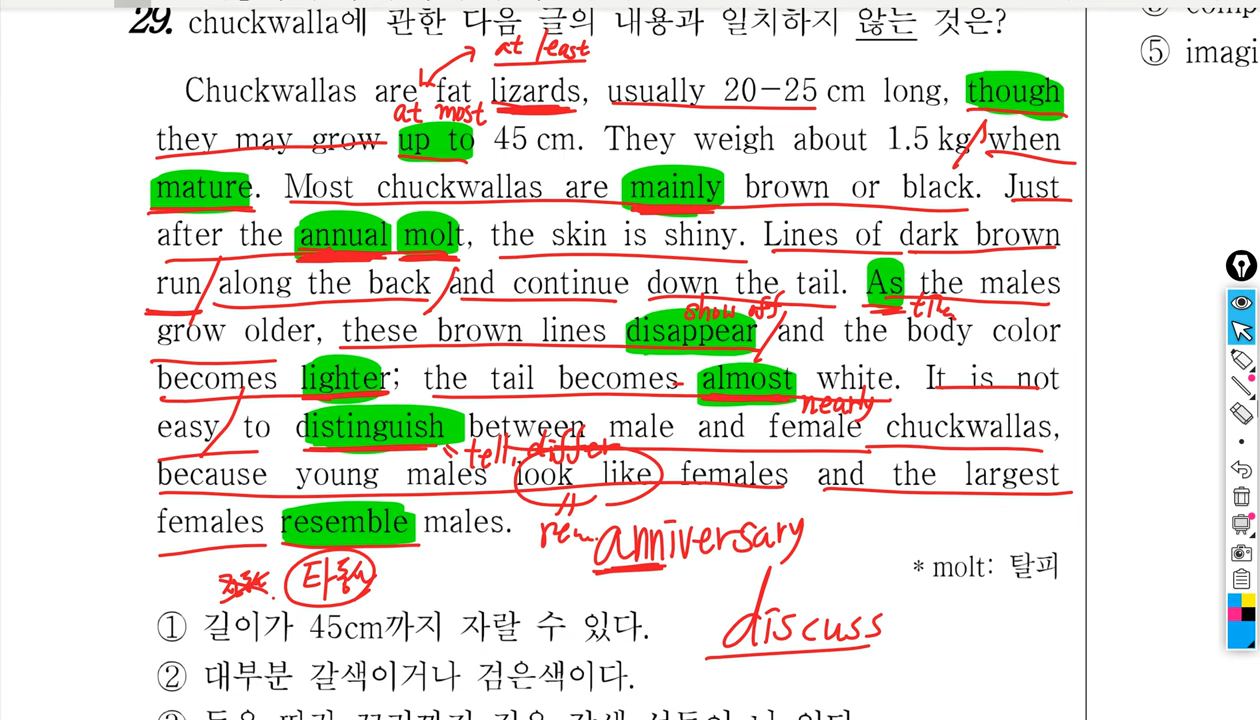 29. chuckwalla에 관한 다음 글의 내용과 일치하지 않는 것은?
⑤ imagi
at least
Chuckwallas are fat lizards, usually 20-25 cm long, though
at most
they may grow up to 45 cm. They weigh about 1.5 kg when
mature. Most chuckwallas are mainly brown or black. Just
after the annual molt, the skin is shiny. Lines of dark brown
run along the back and continue down the tail. As the males
show off
grow older, these brown lines disappear and the body color
becomes lighter; the tail becomes almost white. It is not
nearly
easy to distinguish between male and female chuckwallas,
= tell, differ
because young males look like females and the largest
females resemble males.
anniversary
타동사
* molt: 탈피
discuss
① 길이가 45cm까지 자랄 수 있다.
② 대부분 갈색이거나 검은색이다.